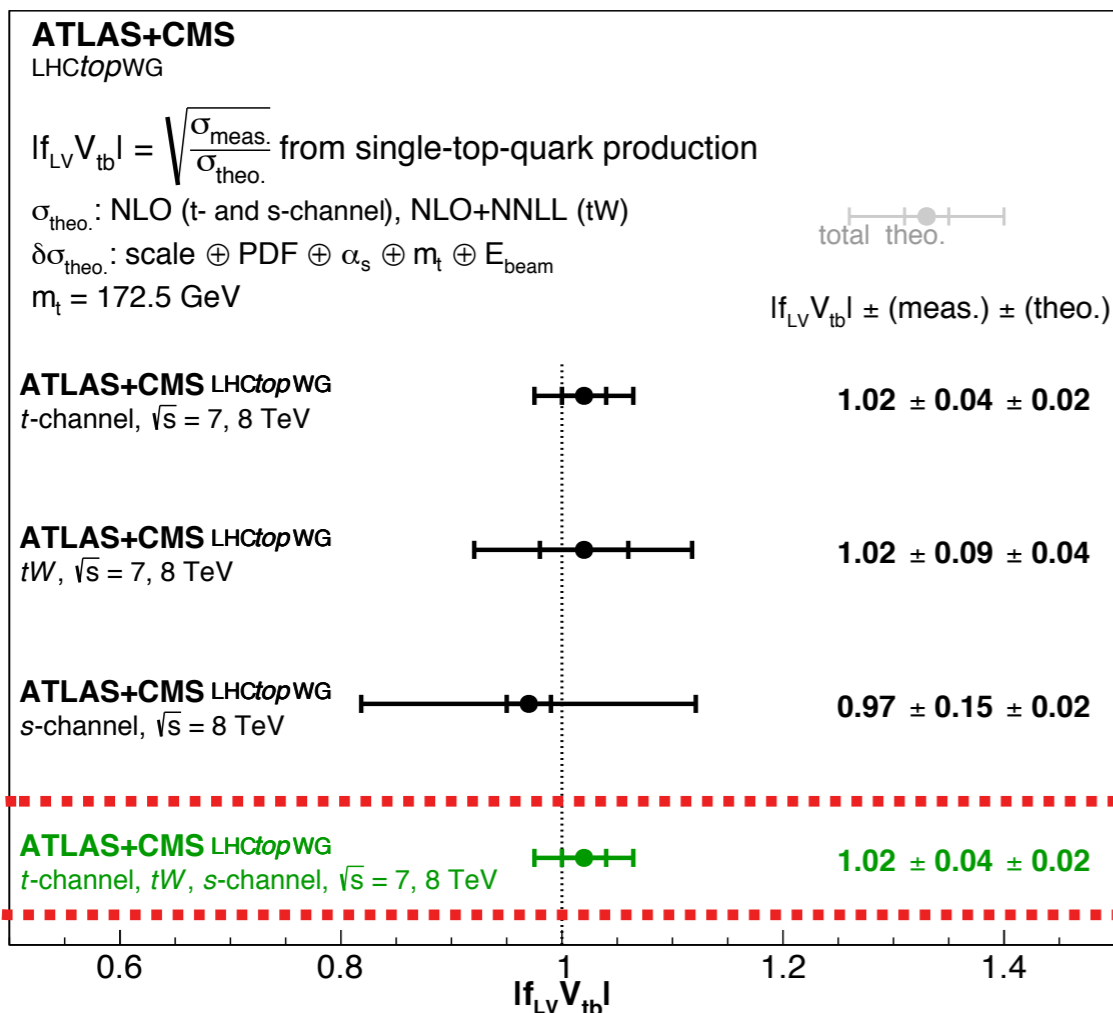 ATLAS+CMS
LHCtopWG
|f_LV V_tb| = √(σ_meas. / σ_theo.) from single-top-quark production
σ_theo.: NLO (t- and s-channel), NLO+NNLL (tW)
δσ_theo.: scale ⊕ PDF ⊕ α_s ⊕ m_t ⊕ E_beam
m_t = 172.5 GeV
total theo.
|f_LV V_tb| ± (meas.) ± (theo.)
ATLAS+CMS LHCtopWG
t-channel, √s = 7, 8 TeV
1.02 ± 0.04 ± 0.02
ATLAS+CMS LHCtopWG
tW, √s = 7, 8 TeV
1.02 ± 0.09 ± 0.04
ATLAS+CMS LHCtopWG
s-channel, √s = 8 TeV
0.97 ± 0.15 ± 0.02
ATLAS+CMS LHCtopWG
t-channel, tW, s-channel, √s = 7, 8 TeV
1.02 ± 0.04 ± 0.02
0.6 0.8 1 1.2 1.4
|f_LV V_tb|